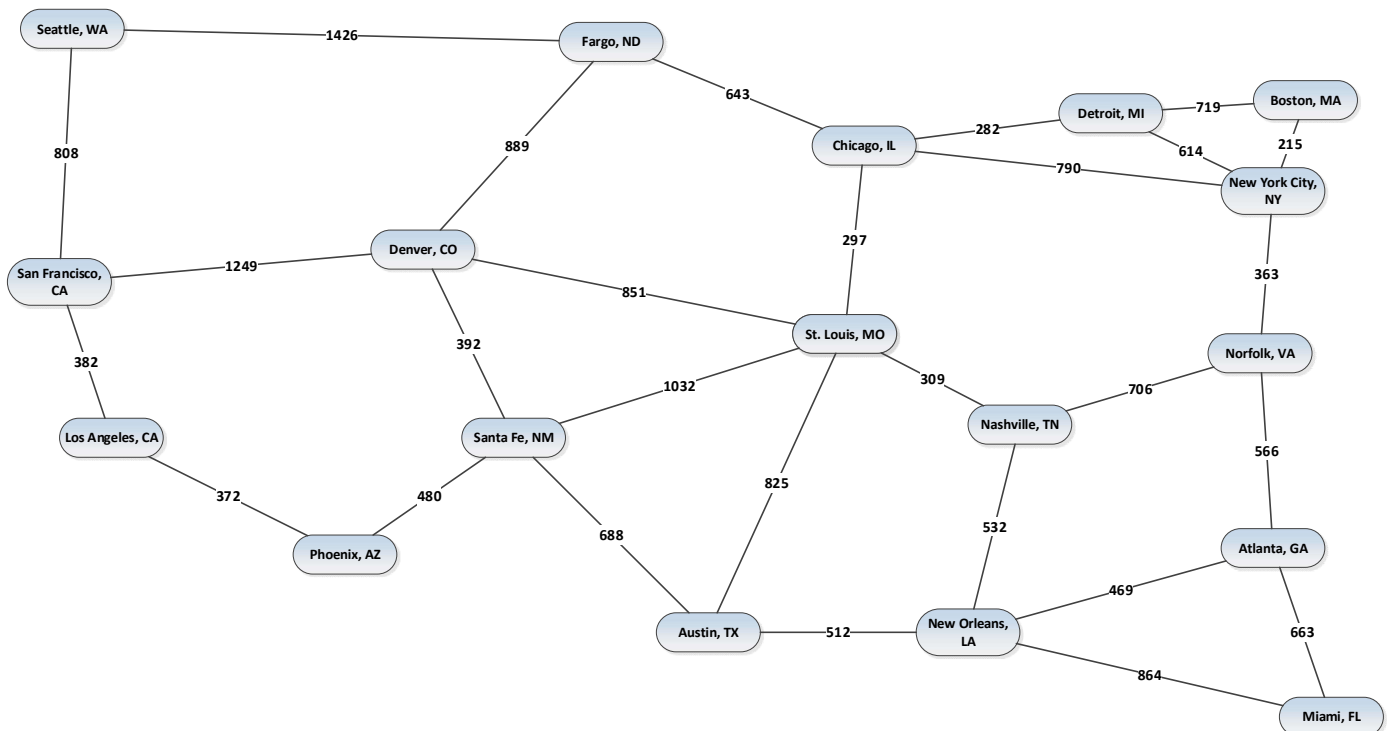 Seattle, WA
1426
Fargo, ND
643
Detroit, MI
719
Boston, MA
889
Chicago, IL
282
614
215
808
790
New York City,
NY
Denver, CO
297
San Francisco,
CA
1249
851
363
392
St. Louis, MO
382
1032
309
706
Norfolk, VA
Los Angeles, CA
Santa Fe, NM
Nashville, TN
566
372
480
825
688
532
Phoenix, AZ
Atlanta, GA
469
Austin, TX
512
New Orleans,
LA
663
864
Miami, FL